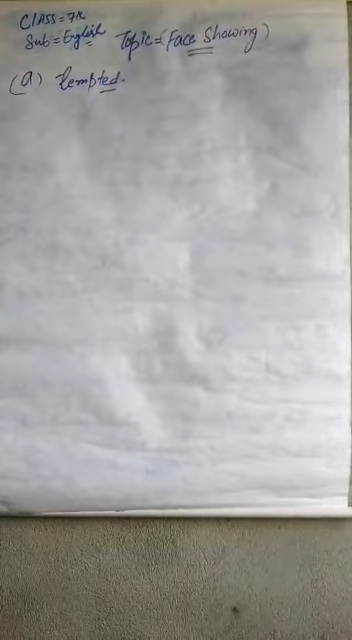 CLASS = 7th
Sub = English Topic = (Face Showing)
(a) tempted.